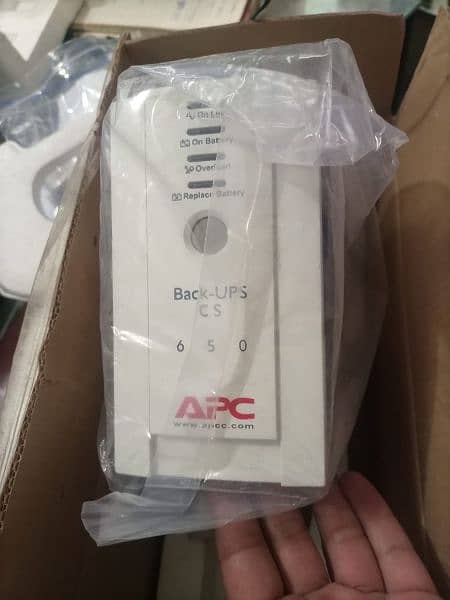 On Line
On Battery
Overload
Replace Battery
Back-UPS
CS
6 5 0
APC
www.apcc.com